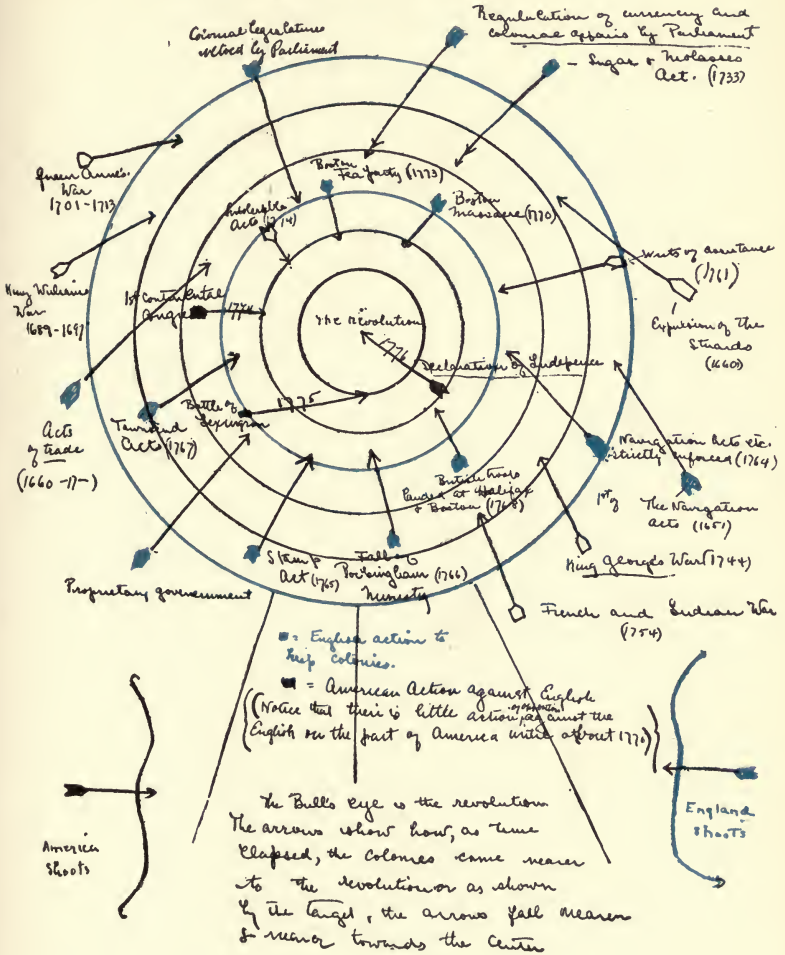 Colonial legislatures
vetoed by Parliament
Regulation of currency and
colonial affairs by Parliament
- Sugar & Molasses
Act. (1733)
Queen Anne's
War
1701-1713
Boston
Tea Party (1773)
Intolerable
Acts (1774)
Boston
Massacre (1770)
Writs of assistance
(1761)
King William's
War
1689-1697
1st Continental
Congress
1774
The Revolution
Expulsion of the
(1660)
1776
Declaration of Indepence
Acts
of trade
(1660-17-)
Townsend
Acts (1767)
Battle of
Lexington
1775
Navigation Acts etc.
strictly enforced (1764)
British troops
landed at Halifax
& Boston (1768)
1st of
The Navigation
acts (1651)
King George's War (1744)
Proprietary government
Stamp
Act (1765)
Fall of
Rockingham (1766)
Ministry
French and Indian War
(1754)
= English action to
colonies.
= American Action against English
(Notice that their is little action, or opposition, against the
English on the part of America until about 1770)
America
shoots
England
shoots
The Bull's eye is the revolution
The arrows show how, as time
elapsed, the colonies came nearer
to the revolution or as shown
by the target, the arrows fall nearer
& nearer towards the center